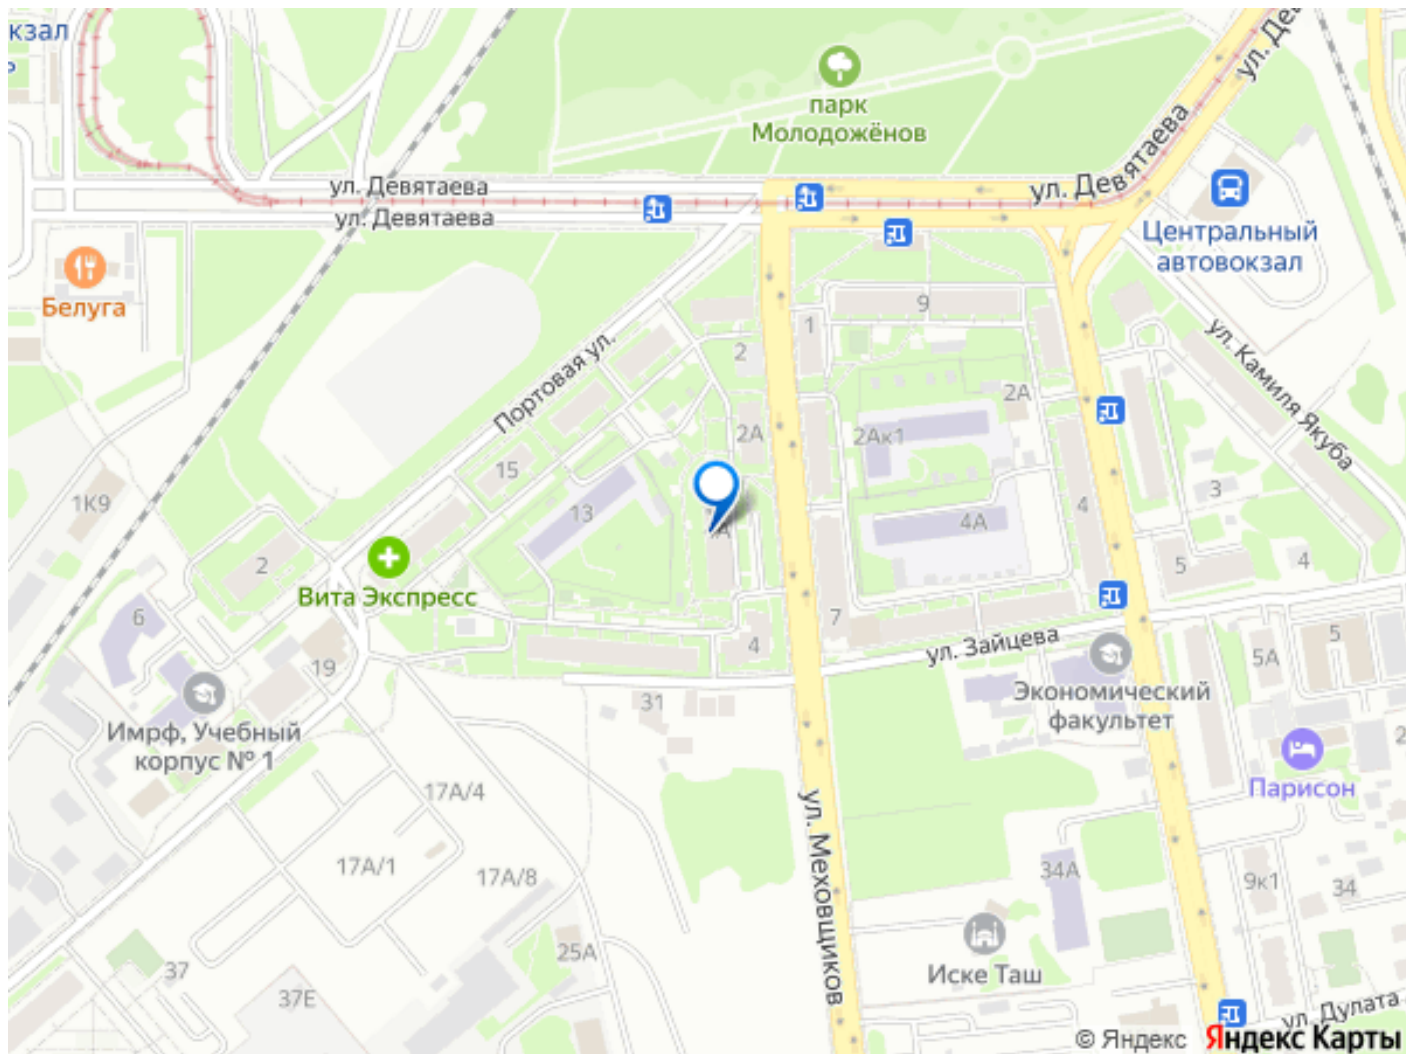 кзал
ул. Девятаева
ул. Девятаева
ул. Девятаева
ул. Дев
парк
Молодожёнов
Центральный
автовокзал
Белуга
9
1
2
ул. Камиля Якуба
Портовая ул.
2А
2А
2Ак1
15
1К9
13
4А
4
3
5
4
2
Вита Экспресс
6
7
4
ул. Зайцева
5
5А
19
31
Экономический
факультет
Имрф, Учебный
корпус № 1
Парисон
17А/4
17А/1
17А/8
ул. Меховщиков
34А
9к1
34
Иске Таш
25А
37
37Е
ул. Дулата
© Яндекс Яндекс Карты